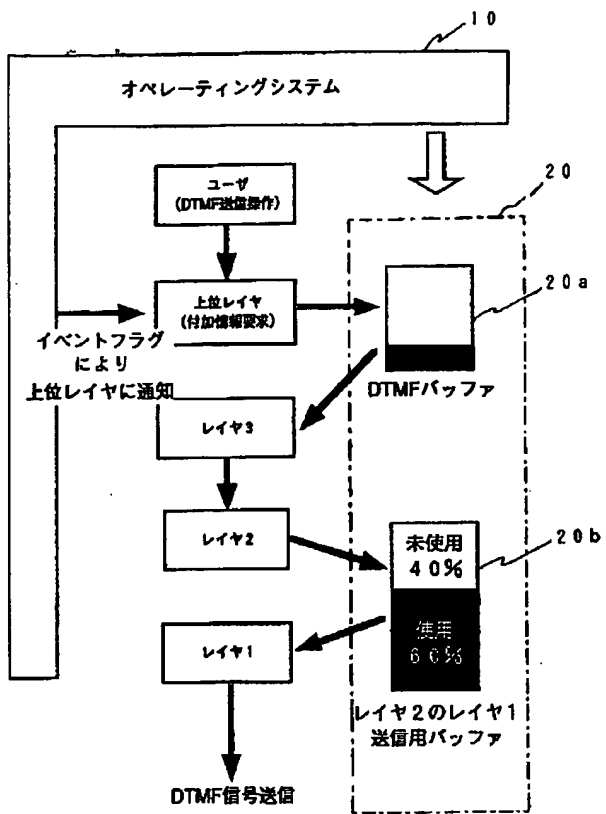 10
オペレーティングシステム
ユーザ
(DTMF送信操作)
20
上位レイヤ
(付加情報要求)
20a
イベントフラグ
により
上位レイヤに通知
DTMFバッファ
レイヤ3
レイヤ2
未使用
40%
20b
使用
60%
レイヤ1
レイヤ2のレイヤ1
送信用バッファ
DTMF信号送信